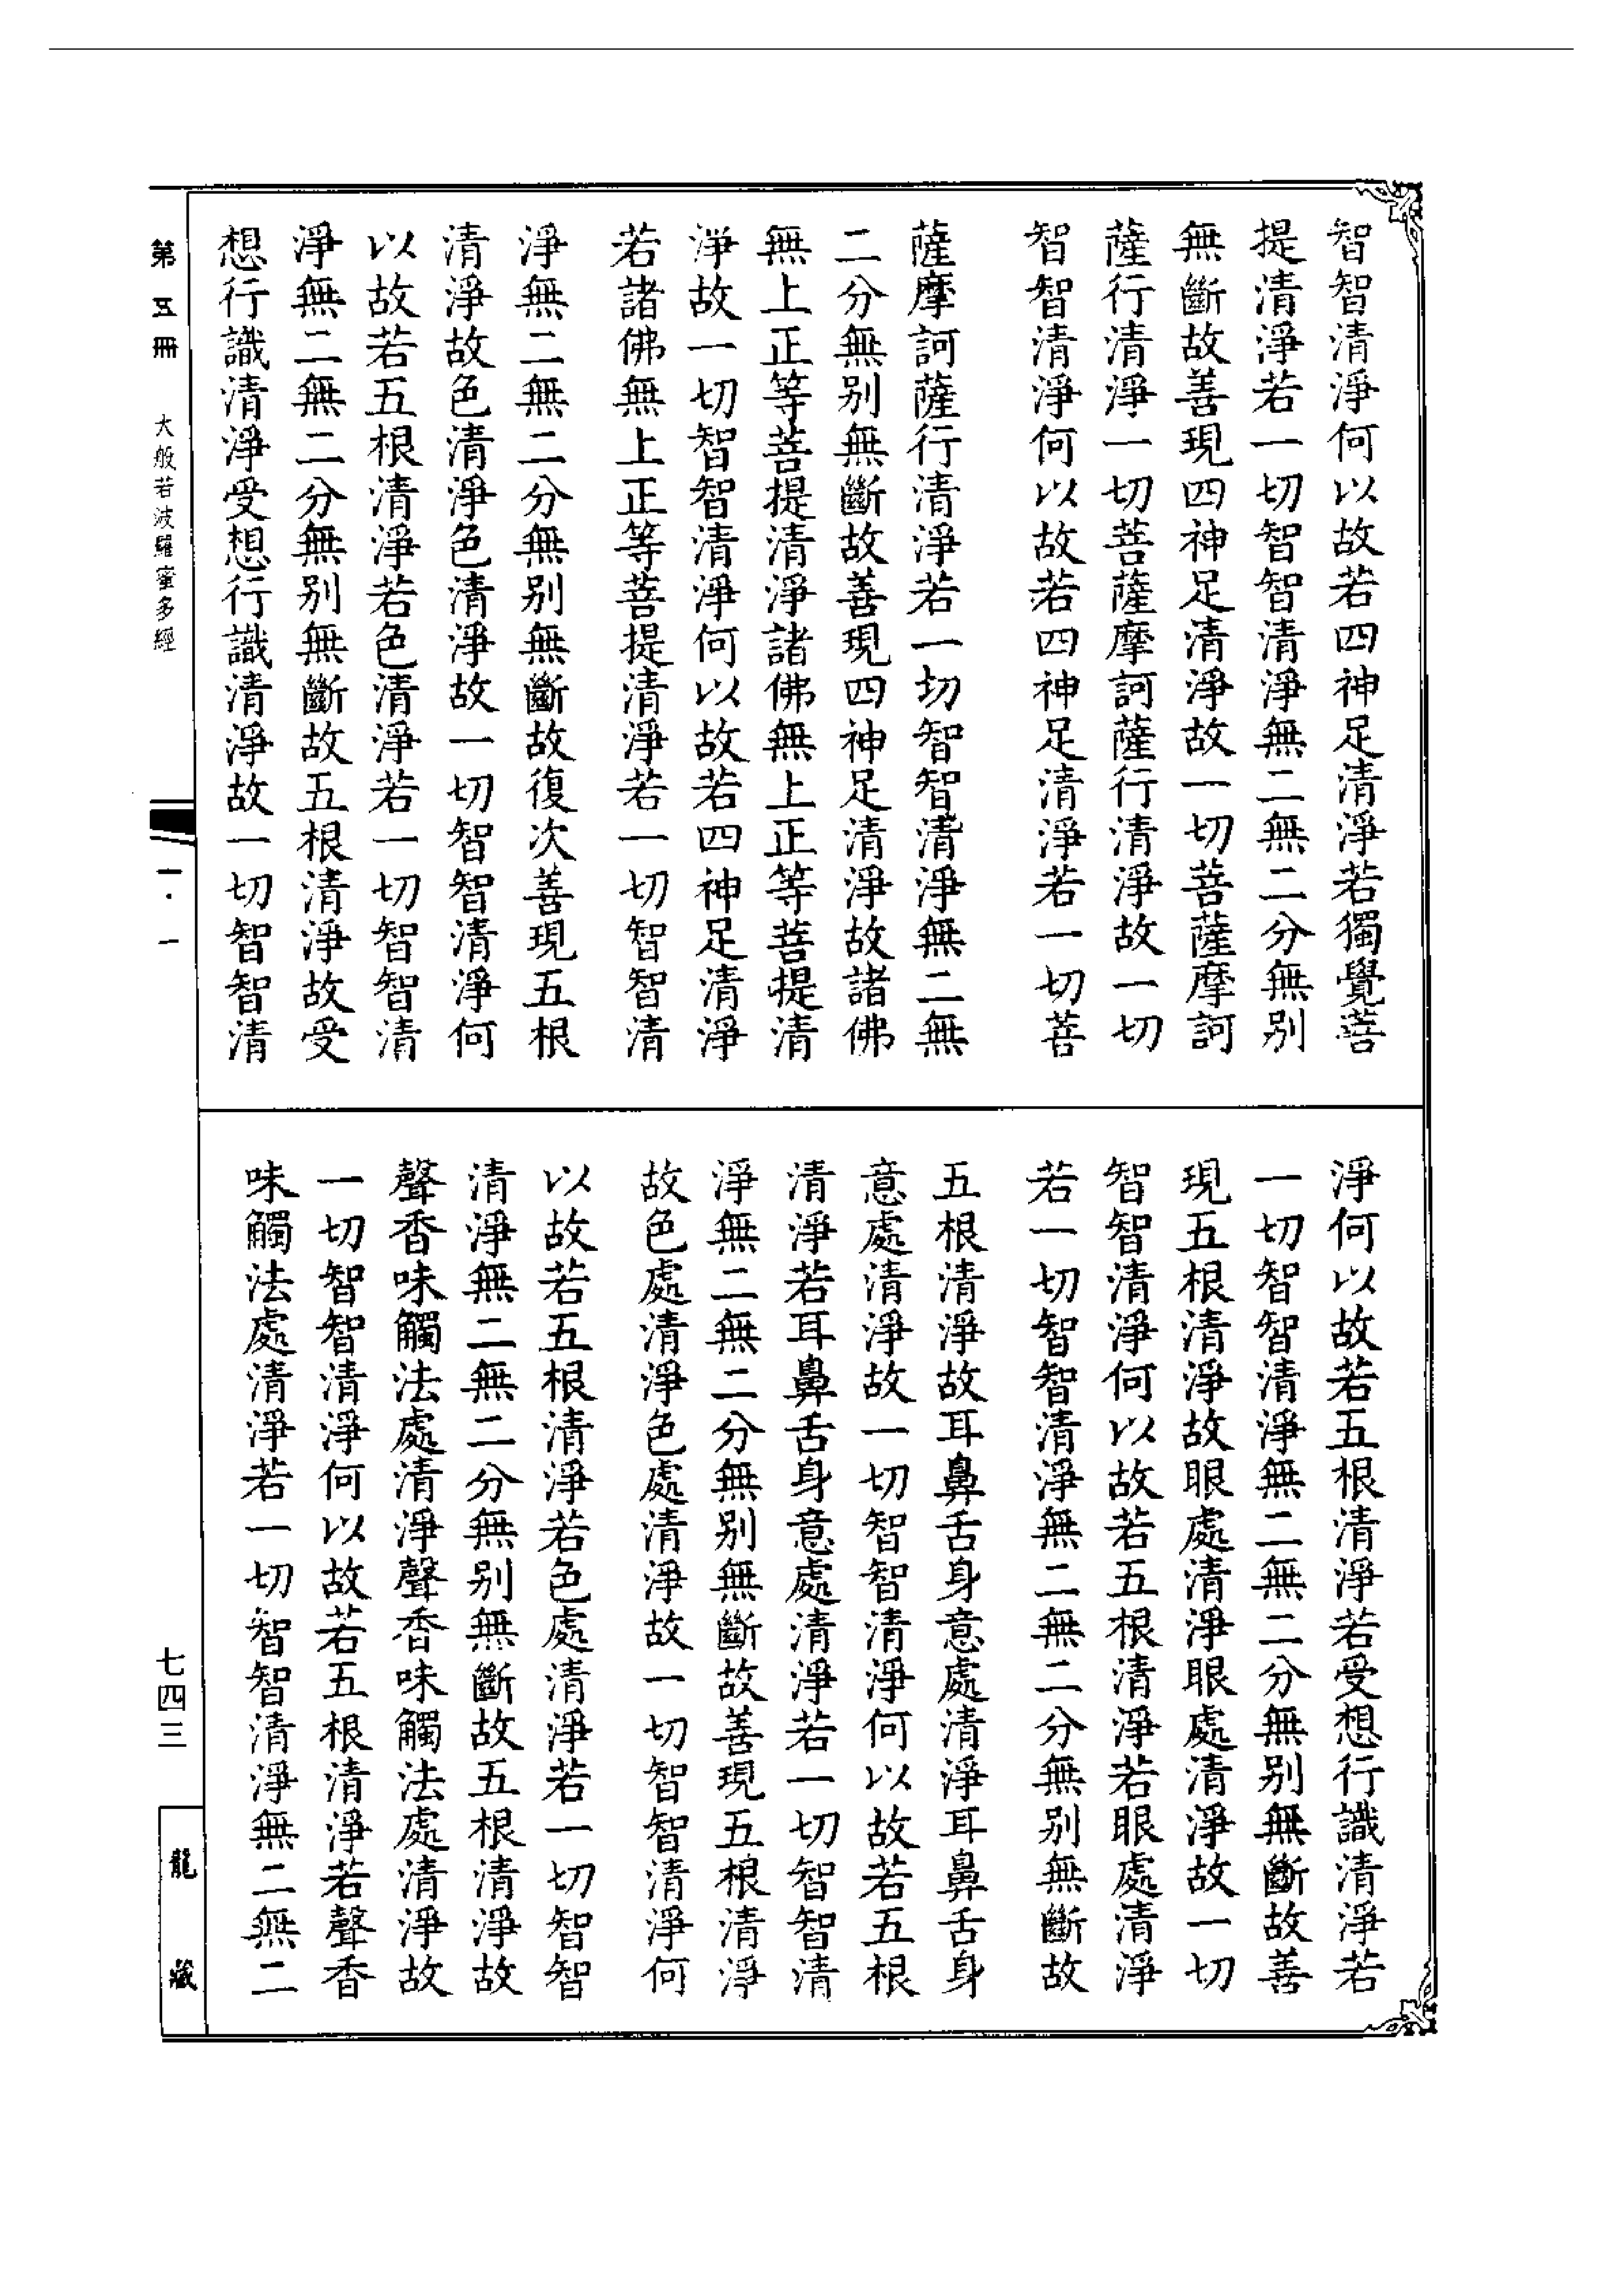 智智清淨何以故若四神足清淨若獨覺菩
提清淨若一切智智清淨無二無二分無别
無斷故善現四神足清淨故一切菩薩摩訶
薩行清淨一切菩薩摩訶薩行清淨故一切
智智清淨何以故若四神足清淨若一切菩
薩摩訶薩行清淨若一切智智清淨無二無
二分無别無斷故善現四神足清淨故諸佛
無上正等菩提清淨諸佛無上正等菩提清
淨故一切智智清淨何以故若四神足清淨
若諸佛無上正等菩提清淨若一切智智清
淨無二無二分無别無斷故復次善現五根
清淨故色清淨色清淨故一切智智清淨何
以故若五根清淨若色清淨若一切智智清
淨無二無二分無别無斷故五根清淨故受
想行識清淨受想行識清淨故一切智智清
淨何以故若五根清淨若受想行識清淨若
一切智智清淨無二無二分無别無斷故善
現五根清淨故眼處清淨眼處清淨故一切
智智清淨何以故若五根清淨若眼處清淨
若一切智智清淨無二無二分無别無斷故
五根清淨故耳鼻舌身意處清淨耳鼻舌身
意處清淨故一切智智清淨何以故若五根
清淨若耳鼻舌身意處清淨若一切智智清
淨無二無二分無别無斷故善現五根清淨
故色處清淨色處清淨故一切智智清淨何
以故若五根清淨若色處清淨若一切智智
清淨無二無二分無别無斷故五根清淨故
聲香味觸法處清淨聲香味觸法處清淨故
一切智智清淨何以故若五根清淨若聲香
味觸法處清淨若一切智智清淨無二無二
第五冊 大般若波羅蜜多經 一·一 七四三 龍藏